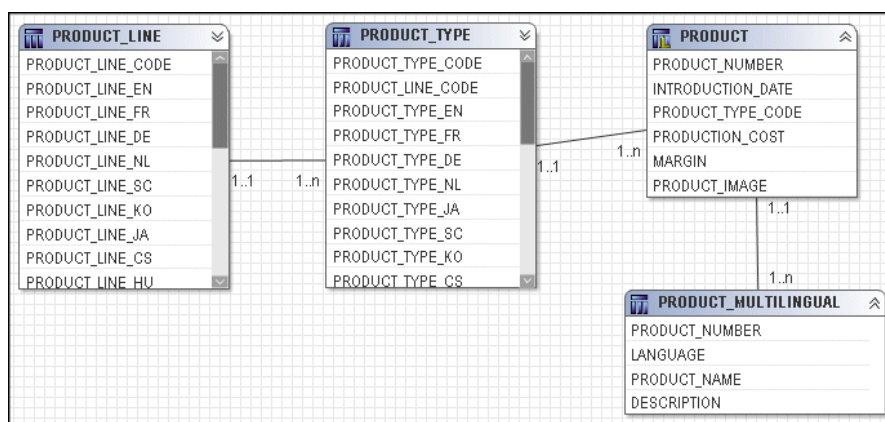 PRODUCT_LINE
PRODUCT_LINE_CODE
PRODUCT_LINE_EN
PRODUCT_LINE_FR
PRODUCT_LINE_DE
PRODUCT_LINE_NL
PRODUCT_LINE_SC
PRODUCT_LINE_KO
PRODUCT_LINE_JA
PRODUCT_LINE_CS
PRODUCT_LINE_HU
1..1
1..n
PRODUCT_TYPE
PRODUCT_TYPE_CODE
PRODUCT_LINE_CODE
PRODUCT_TYPE_EN
PRODUCT_TYPE_FR
PRODUCT_TYPE_DE
PRODUCT_TYPE_NL
PRODUCT_TYPE_JA
PRODUCT_TYPE_SC
PRODUCT_TYPE_KO
PRODUCT_TYPE_CS
1..1
1..n
PRODUCT
PRODUCT_NUMBER
INTRODUCTION_DATE
PRODUCT_TYPE_CODE
PRODUCTION_COST
MARGIN
PRODUCT_IMAGE
1..1
1..n
PRODUCT_MULTILINGUAL
PRODUCT_NUMBER
LANGUAGE
PRODUCT_NAME
DESCRIPTION